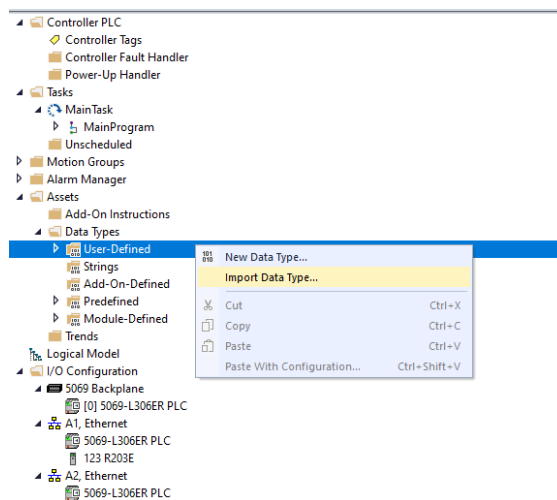 Controller PLC
Controller Tags
Controller Fault Handler
Power-Up Handler
Tasks
MainTask
MainProgram
Unscheduled
Motion Groups
Alarm Manager
Assets
Add-On Instructions
Data Types
User-Defined
New Data Type...
Strings
Import Data Type...
Add-On-Defined
Cut Ctrl+X
Predefined
Copy Ctrl+C
Module-Defined
Paste Ctrl+V
Trends
Logical Model
Paste With Configuration... Ctrl+Shift+V
I/O Configuration
5069 Backplane
[0] 5069-L306ER PLC
A1, Ethernet
5069-L306ER PLC
123 R203E
A2, Ethernet
5069-L306ER PLC